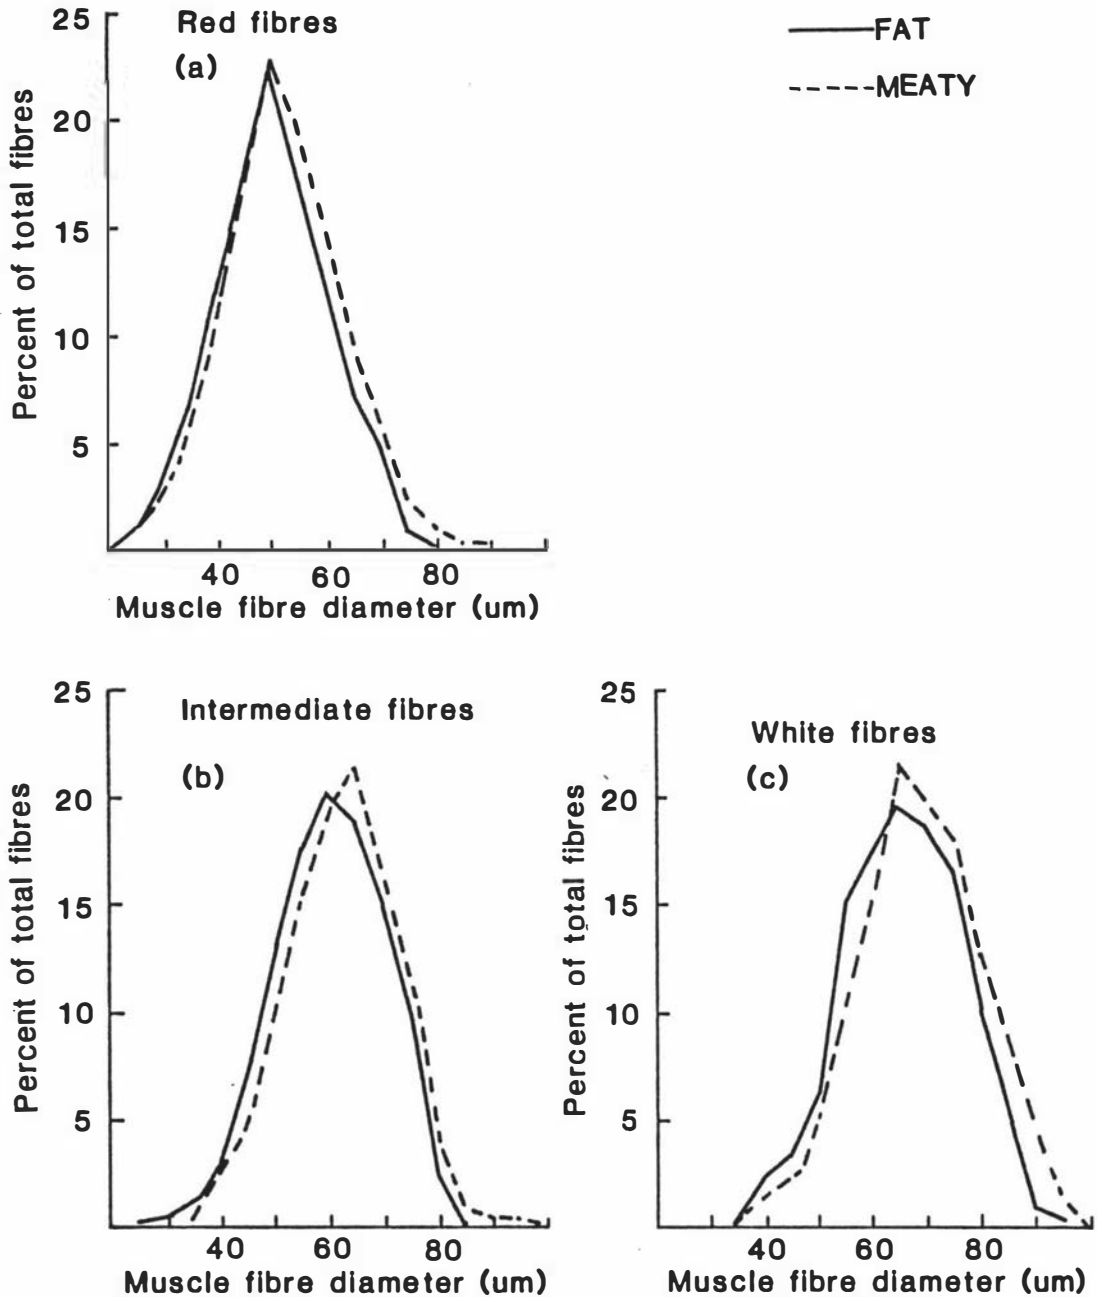 Red fibres
(a)
FAT
MEATY
Percent of total fibres
25
20
15
10
5
40 60 80
Muscle fibre diameter (um)
Intermediate fibres
(b)
Percent of total fibres
25
20
15
10
5
40 60 80
Muscle fibre diameter (um)
White fibres
(c)
Percent of total fibres
25
20
15
10
5
40 60 80
Muscle fibre diameter (um)